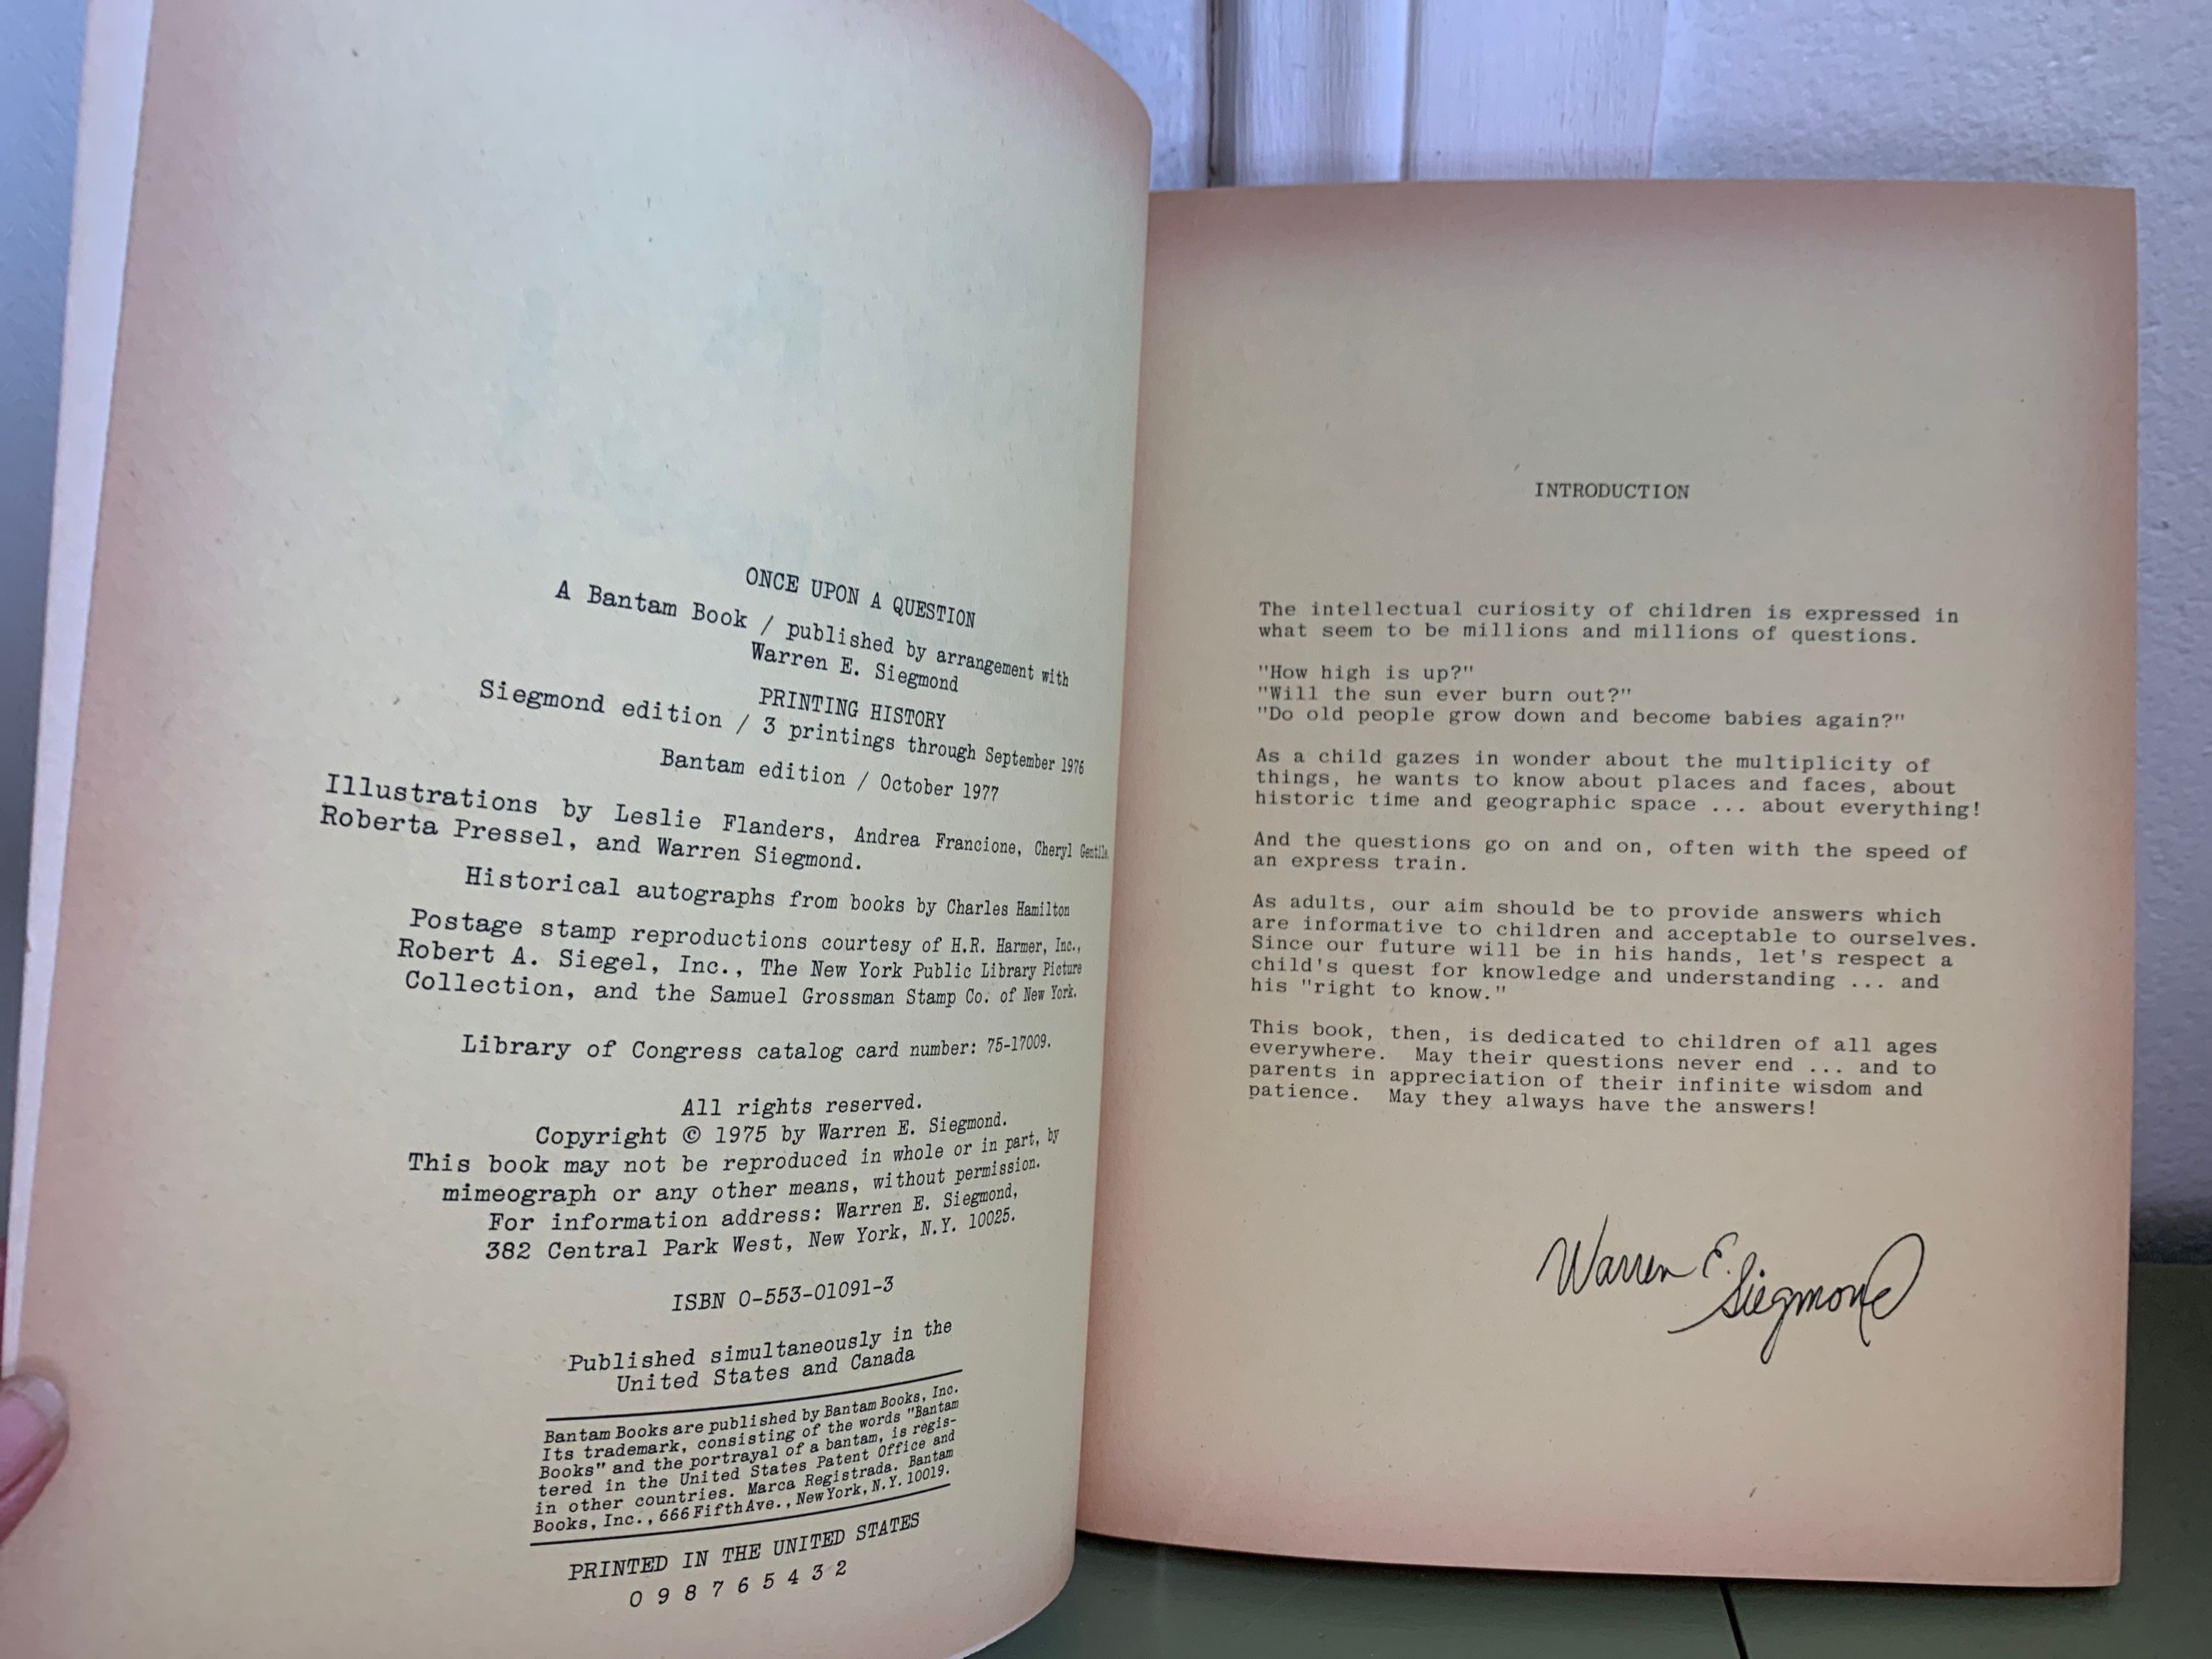 ONCE UPON A QUESTION
A Bantam Book / published by arrangement with
Warren E. Siegmond
PRINTING HISTORY
Siegmond edition / 3 printings through September 1976
Bantam edition / October 1977
Illustrations by Leslie Flanders, Andrea Francione, Cheryl Gentile,
Roberta Pressel, and Warren Siegmond.
Historical autographs from books by Charles Hamilton
Postage stamp reproductions courtesy of H.R. Harmer, Inc.,
Robert A. Siegel, Inc., The New York Public Library Picture
Collection, and the Samuel Grossman Stamp Co. of New York.
Library of Congress catalog card number: 75-17009.
All rights reserved.
Copyright © 1975 by Warren E. Siegmond.
This book may not be reproduced in whole or in part, by
mimeograph or any other means, without permission.
For information address: Warren E. Siegmond,
382 Central Park West, New York, N.Y. 10025.
ISBN 0-553-01091-3
Published simultaneously in the
United States and Canada
Bantam Books are published by Bantam Books, Inc.
Its trademark, consisting of the words "Bantam
Books" and the portrayal of a bantam, is regis-
tered in the United States Patent Office and
in other countries. Marca Registrada. Bantam
Books, Inc., 666 Fifth Ave., New York, N.Y. 10019.
PRINTED IN THE UNITED STATES
0 9 8 7 6 5 4 3 2
INTRODUCTION
The intellectual curiosity of children is expressed in
what seem to be millions and millions of questions.
"How high is up?"
"Will the sun ever burn out?"
"Do old people grow down and become babies again?"
As a child gazes in wonder about the multiplicity of
things, he wants to know about places and faces, about
historic time and geographic space ... about everything!
And the questions go on and on, often with the speed of
an express train.
As adults, our aim should be to provide answers which
are informative to children and acceptable to ourselves.
Since our future will be in his hands, let's respect a
child's quest for knowledge and understanding ... and
his "right to know."
This book, then, is dedicated to children of all ages
everywhere. May their questions never end ... and to
parents in appreciation of their infinite wisdom and
patience. May they always have the answers!
Warren E.
Siegmond